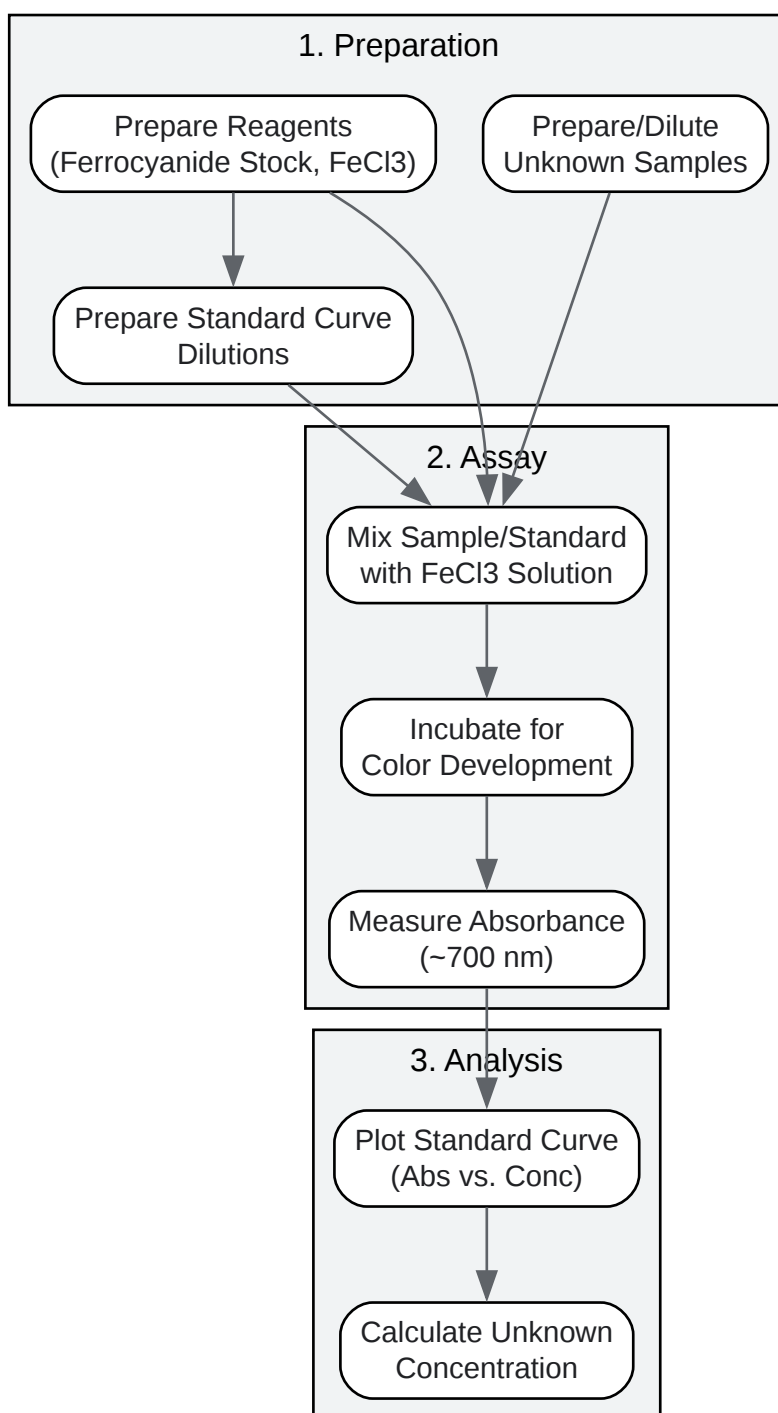 1. Preparation
Prepare Reagents
(Ferrocyanide Stock, FeCl3)
Prepare/Dilute
Unknown Samples
Prepare Standard Curve
Dilutions
2. Assay
Mix Sample/Standard
with FeCl3 Solution
Incubate for
Color Development
Measure Absorbance
(~700 nm)
3. Analysis
Plot Standard Curve
(Abs vs. Conc)
Calculate Unknown
Concentration